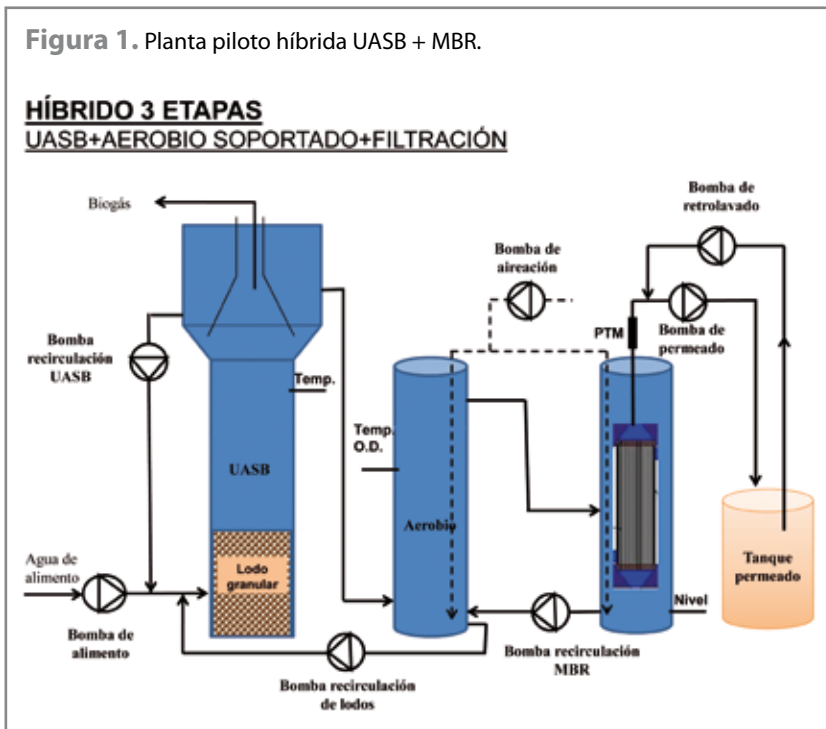 Figura 1. Planta piloto híbrida UASB + MBR.
HÍBRIDO 3 ETAPAS
UASB+AEROBIO SOPORTADO+FILTRACIÓN
Biogás
Bomba de
retrolavado
Bomba de
aireación
PTM
Bomba de
permeado
Bomba
recirculación
UASB
Temp.
Temp.
O.D.
UASB
Aerobio
Lodo
granular
Agua de
alimento
Bomba de
alimento
Tanque
permeado
Nivel
Bomba recirculación
MBR
Bomba recirculación
de lodos